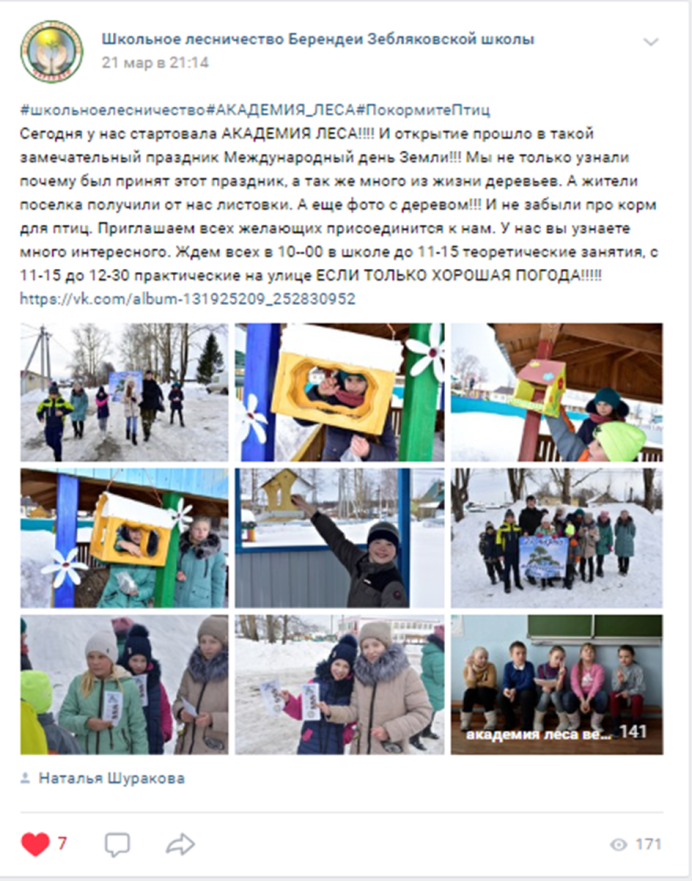 Школьное лесничество Берендеи Зебляковской школы
21 мар в 21:14
#школьноелесничество#АКАДЕМИЯ_ЛЕСА#ПокормитеПтиц
Сегодня у нас стартовала АКАДЕМИЯ ЛЕСА!!!! И открытие прошло в такой
замечательный праздник Международный день Земли!!! Мы не только узнали
почему был принят этот праздник, а так же много из жизни деревьев. А жители
поселка получили от нас листовки. А еще фото с деревом!!! И не забыли про корм
для птиц. Приглашаем всех желающих присоединится к нам. У нас вы узнаете
много интересного. Ждем всех в 10--00 в школе до 11-15 теоретические занятия, с
11-15 до 12-30 практические на улице ЕСЛИ ТОЛЬКО ХОРОШАЯ ПОГОДА!!!!!
https://vk.com/album-131925209_252830952
академия леса ве... 141
Наталья Шуракова
7
171